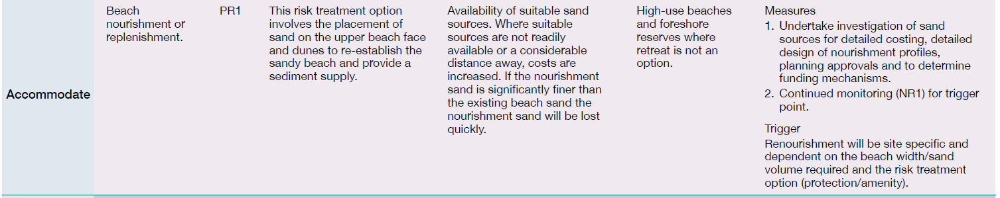 Accommodate
Beach
nourishment or
replenishment.
PR1
This risk treatment option
involves the placement of
sand on the upper beach face
and dunes to re-establish the
sandy beach and provide a
sediment supply.
Availability of suitable sand
sources. Where suitable
sources are not readily
available or a considerable
distance away, costs are
increased. If the nourishment
sand is significantly finer than
the existing beach sand the
nourishment sand will be lost
quickly.
High-use beaches
and foreshore
reserves where
retreat is not an
option.
Measures
1. Undertake investigation of sand
sources for detailed costing, detailed
design of nourishment profiles,
planning approvals and to determine
funding mechanisms.
2. Continued monitoring (NR1) for trigger
point.
Trigger
Renourishment will be site specific and
dependent on the beach width/sand
volume required and the risk treatment
option (protection/amenity).